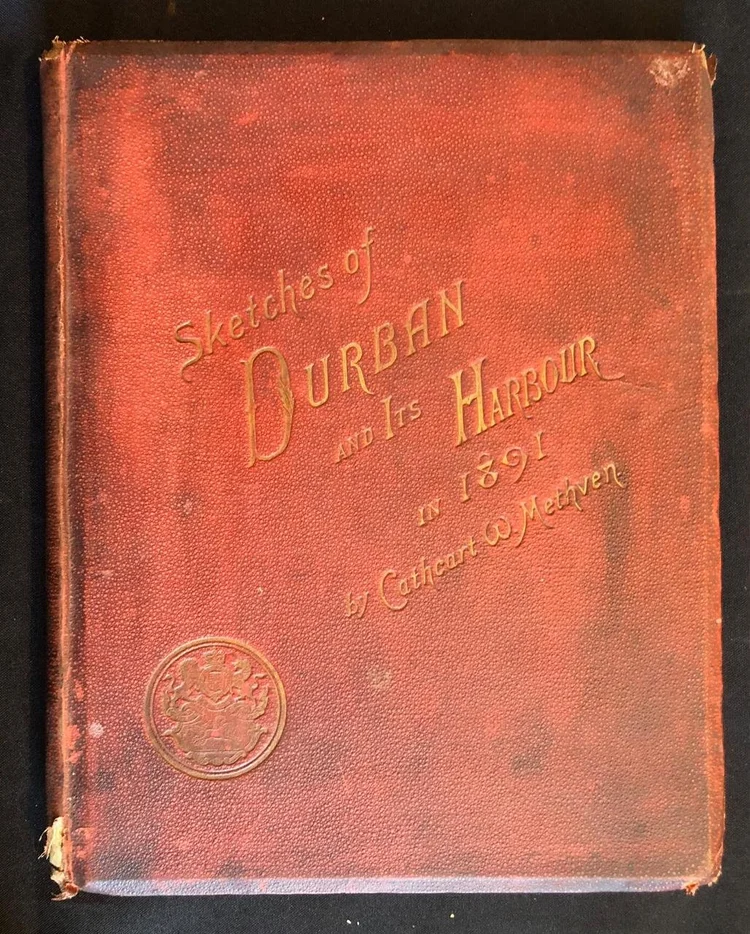 Sketches of
DURBAN
AND ITS HARBOUR
IN 1891
by Cathcart W Methven